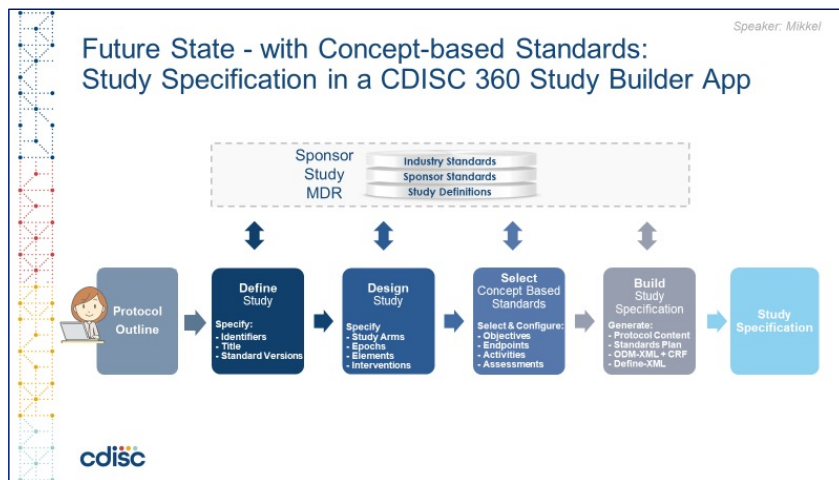 Speaker: Mikkel
Future State - with Concept-based Standards:
Study Specification in a CDISC 360 Study Builder App
Sponsor
Study
MDR
Industry Standards
Sponsor Standards
Study Definitions
Protocol
Outline
Define
Study
Specify:
- Identifiers
- Title
- Standard Versions
Design
Study
Specify
- Study Arms
- Epochs
- Elements
- Interventions
Select
Concept Based
Standards
Select & Configure:
- Objectives
- Endpoints
- Activities
- Assessments
Build
Study
Specification
Generate:
- Protocol Content
- Standards Plan
- ODM-XML + CRF
- Define-XML
Study
Specification
cdisc